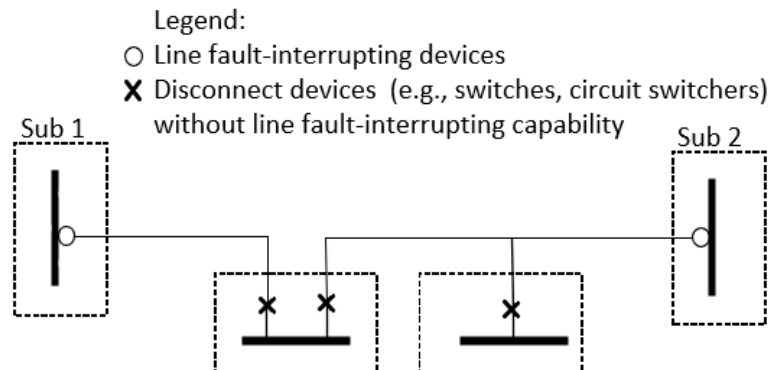 Legend:
Line fault-interrupting devices
Disconnect devices (e.g., switches, circuit switchers)
without line fault-interrupting capability
Sub 1
Sub 2